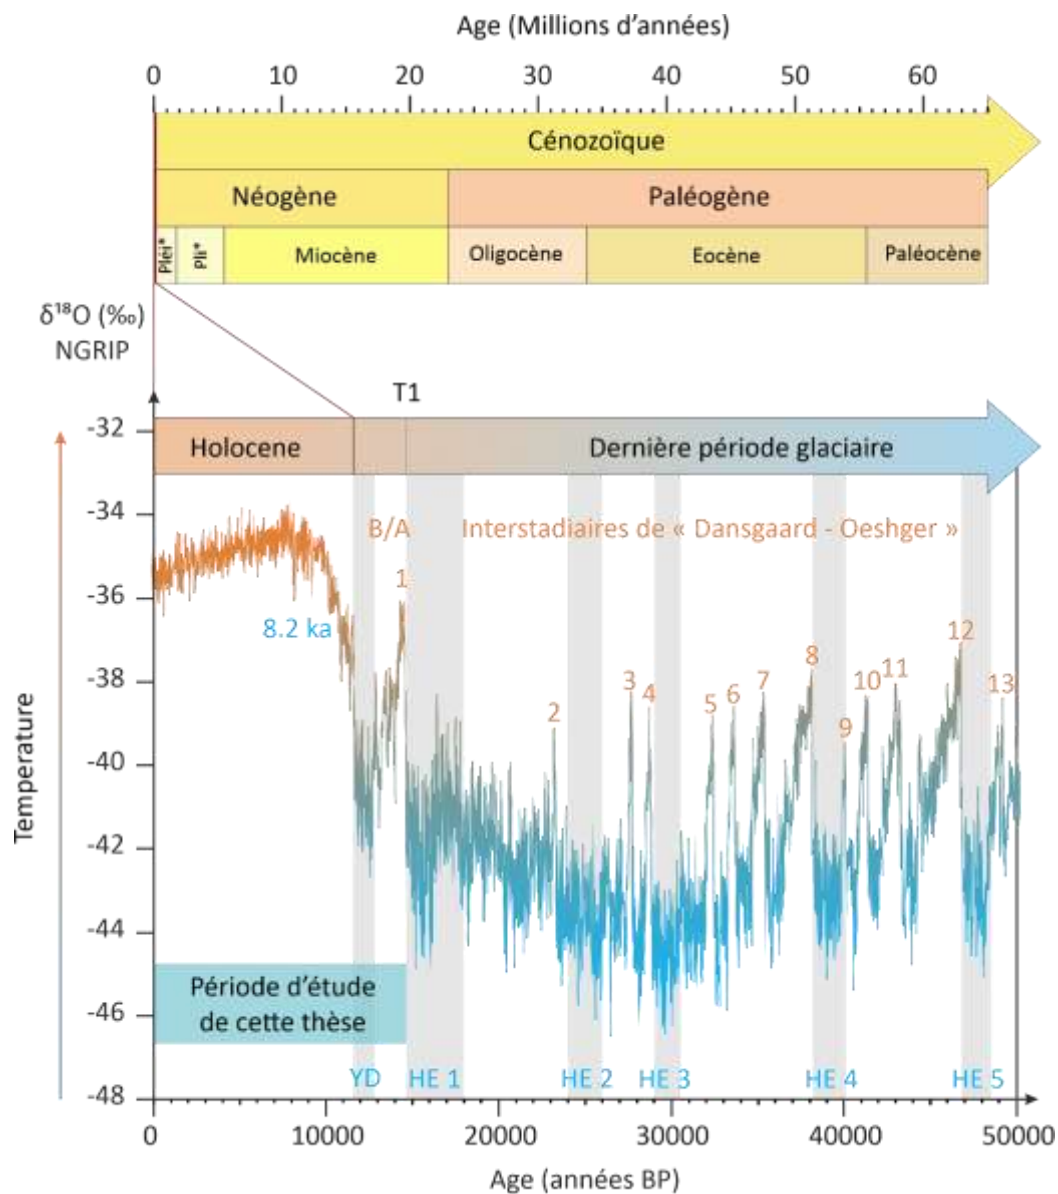 Age (Millions d'années)
0 10 20 30 40 50 60
Cénozoïque
Néogène Paléogène
Pléi* Pli* Miocène Oligocène Eocène Paléocène
δ¹⁸O (‰)
NGRIP
T1
-32
Holocene Dernière période glaciaire
-34
B/A Interstadiaires de « Dansgaard - Oeshger »
1
-36
8.2 ka
12
-38
3 4 7 8 10 11 13
2 5 6 9
-40
Temperature
-42
-44
Période d'étude
de cette thèse
-46
YD HE 1 HE 2 HE 3 HE 4 HE 5
-48
0 10000 20000 30000 40000 50000
Age (années BP)